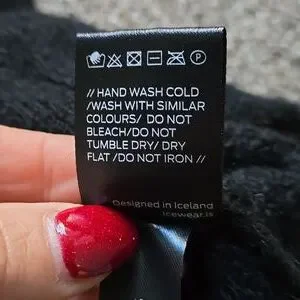 // HAND WASH COLD
/WASH WITH SIMILAR
COLOURS/ DO NOT
BLEACH/DO NOT
TUMBLE DRY/ DRY
FLAT /DO NOT IRON //
Designed in Iceland
icewear.is